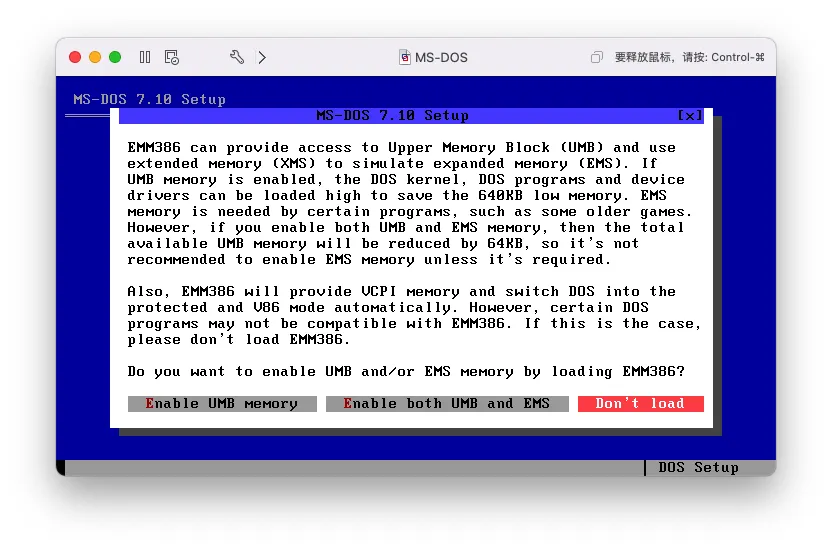 MS-DOS
要释放鼠标，请按: Control-⌘
MS-DOS 7.10 Setup
MS-DOS 7.10 Setup [x]
EMM386 can provide access to Upper Memory Block (UMB) and use
extended memory (XMS) to simulate expanded memory (EMS). If
UMB memory is enabled, the DOS kernel, DOS programs and device
drivers can be loaded high to save the 640KB low memory. EMS
memory is needed by certain programs, such as some older games.
However, if you enable both UMB and EMS memory, then the total
available UMB memory will be reduced by 64KB, so it's not
recommended to enable EMS memory unless it's required.
Also, EMM386 will provide VCPI memory and switch DOS into the
protected and V86 mode automatically. However, certain DOS
programs may not be compatible with EMM386. If this is the case,
please don't load EMM386.
Do you want to enable UMB and/or EMS memory by loading EMM386?
Enable UMB memory Enable both UMB and EMS Don't load
DOS Setup